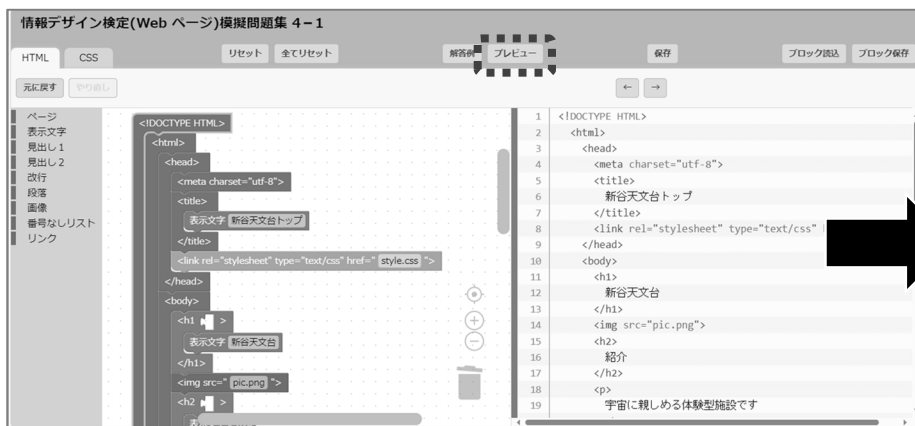 情報デザイン検定(Web ページ)模擬問題集 4－1
HTML CSS リセット 全てリセット 解答例 プレビュー 保存 ブロック読込 ブロック保存
元に戻す やり直し ← →
ページ
表示文字
見出し1
見出し2
改行
段落
画像
番号なしリスト
リンク
<!DOCTYPE HTML>
<html>
<head>
<meta charset="utf-8">
<title>
表示文字 新谷天文台トップ
</title>
<link rel="stylesheet" type="text/css" href=" style.css ">
</head>
<body>
<h1 >
表示文字 新谷天文台
</h1>
<img src=" pic.png ">
<h2 >
1 <!DOCTYPE HTML>
2 <html>
3 <head>
4 <meta charset="utf-8">
5 <title>
6 新谷天文台トップ
7 </title>
8 <link rel="stylesheet" type="text/css"
9 </head>
10 <body>
11 <h1>
12 新谷天文台
13 </h1>
14 <img src="pic.png">
15 <h2>
16 紹介
17 </h2>
18 <p>
19 宇宙に親しめる体験型施設です